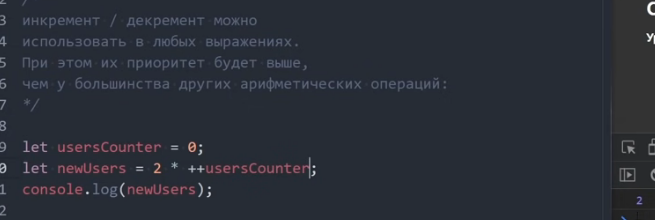 инкремент / декремент можно
использовать в любых выражениях.
При этом их приоритет будет выше,
чем у большинства других арифметических операций:
*/
let usersCounter = 0;
let newUsers = 2 * ++usersCounter;
console.log(newUsers);
2